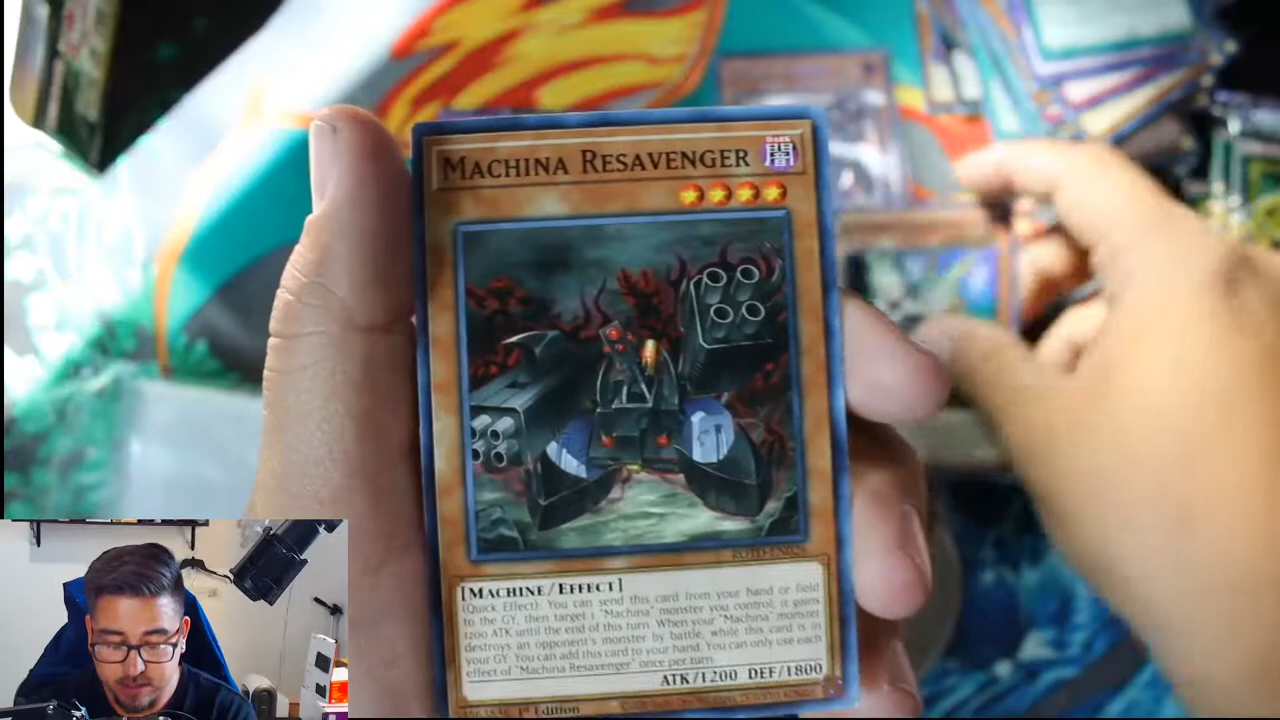 MACHINA RESAVENGER
DARK
闇
ROTD-EN026
[MACHINE/EFFECT]
(Quick Effect): You can send this card from your hand or field
to the GY, then target 1 "Machina" monster you control; it gains
1200 ATK until the end of this turn. When your "Machina" monster
destroys an opponent's monster by battle, while this card is in
your GY: You can add this card to your hand. You can only use each
effect of "Machina Resavenger" once per turn.
ATK/1200 DEF/1800
1st Edition